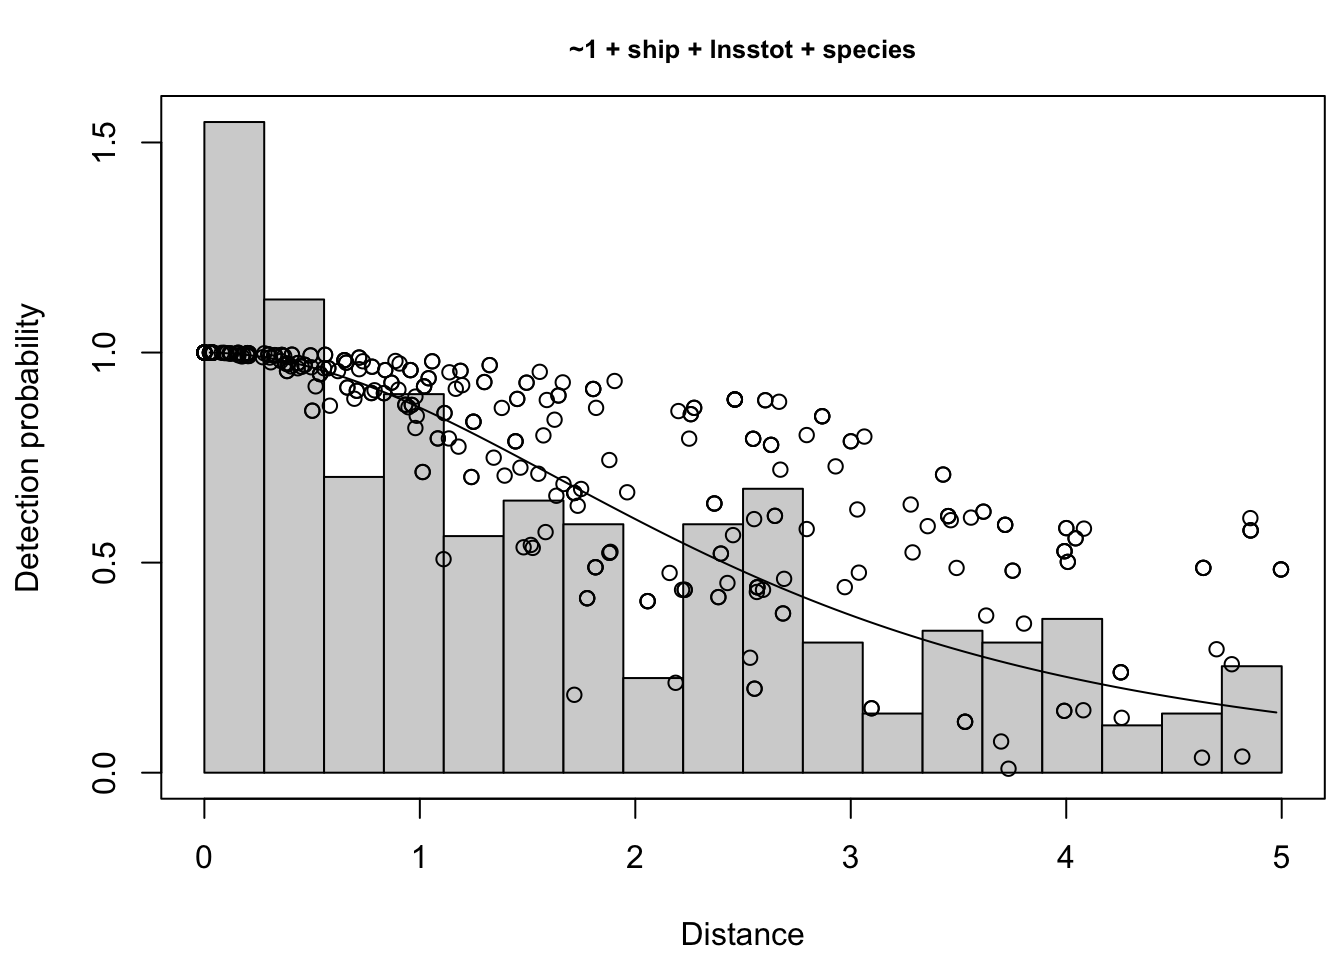 ~1 + ship + lnsstot + species
Detection probability
1.5
1.0
0.5
0.0
0 1 2 3 4 5
Distance